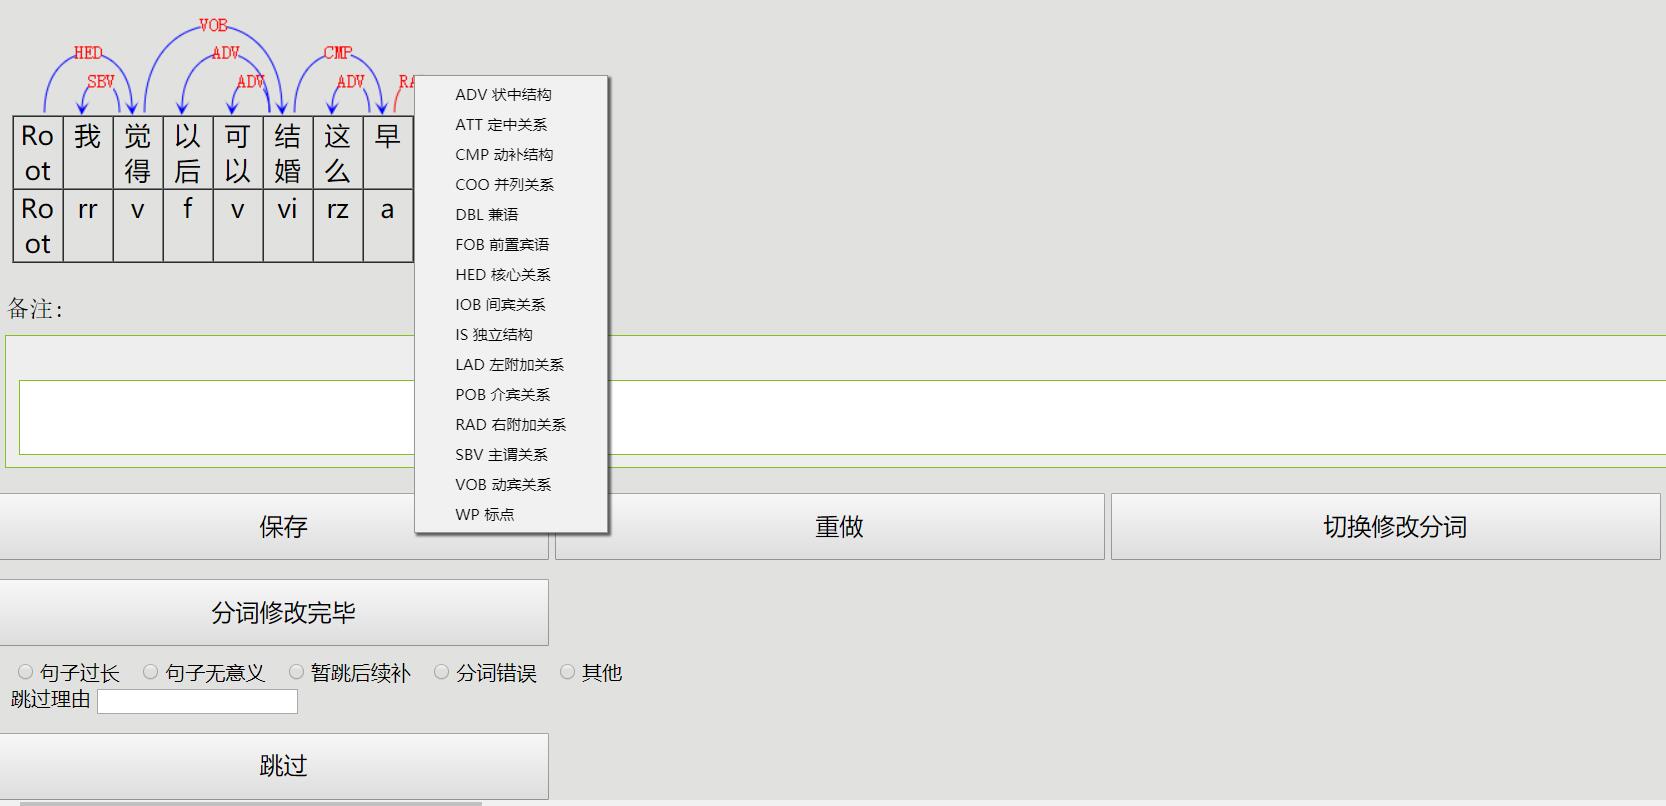 VOB
HED ADV CMP
SBV ADV ADV
Root 我 觉得 以后 可以 结婚 这么 早
Root rr v f v vi rz a
ADV 状中结构
ATT 定中关系
CMP 动补结构
COO 并列关系
DBL 兼语
FOB 前置宾语
HED 核心关系
IOB 间宾关系
IS 独立结构
LAD 左附加关系
POB 介宾关系
RAD 右附加关系
SBV 主谓关系
VOB 动宾关系
WP 标点
备注:
保存 重做 切换修改分词
分词修改完毕
句子过长 句子无意义 暂跳后续补 分词错误 其他
跳过理由
跳过